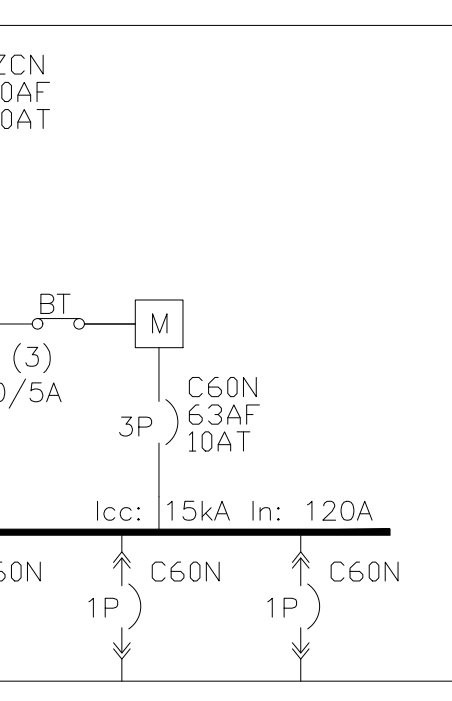 ZCN
0AF
0AT
BT
M
(3)
0/5A
C60N
63AF
3P
10AT
Icc: 15kA In: 120A
60N C60N C60N
1P 1P